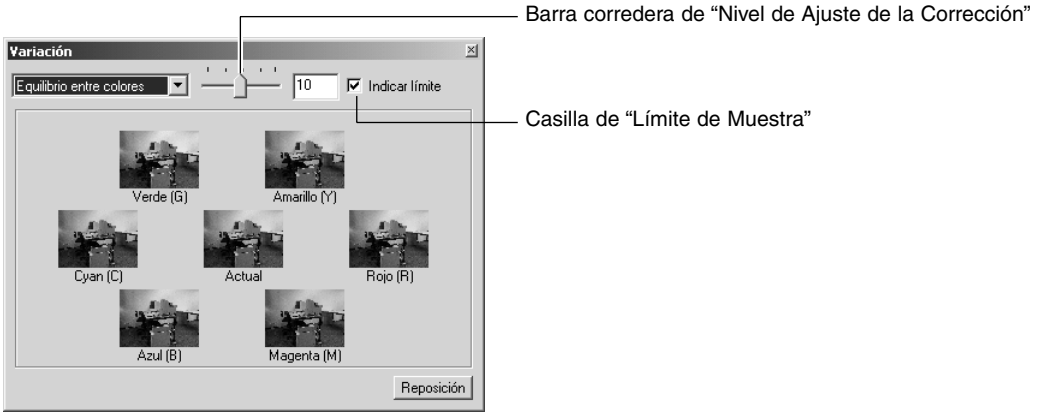 Barra corredera de “Nivel de Ajuste de la Corrección”
Variación
Equilibrio entre colores
10
Indicar límite
Casilla de “Límite de Muestra”
Verde (G)
Amarillo (Y)
Cyan (C)
Actual
Rojo (R)
Azul (B)
Magenta (M)
Reposición